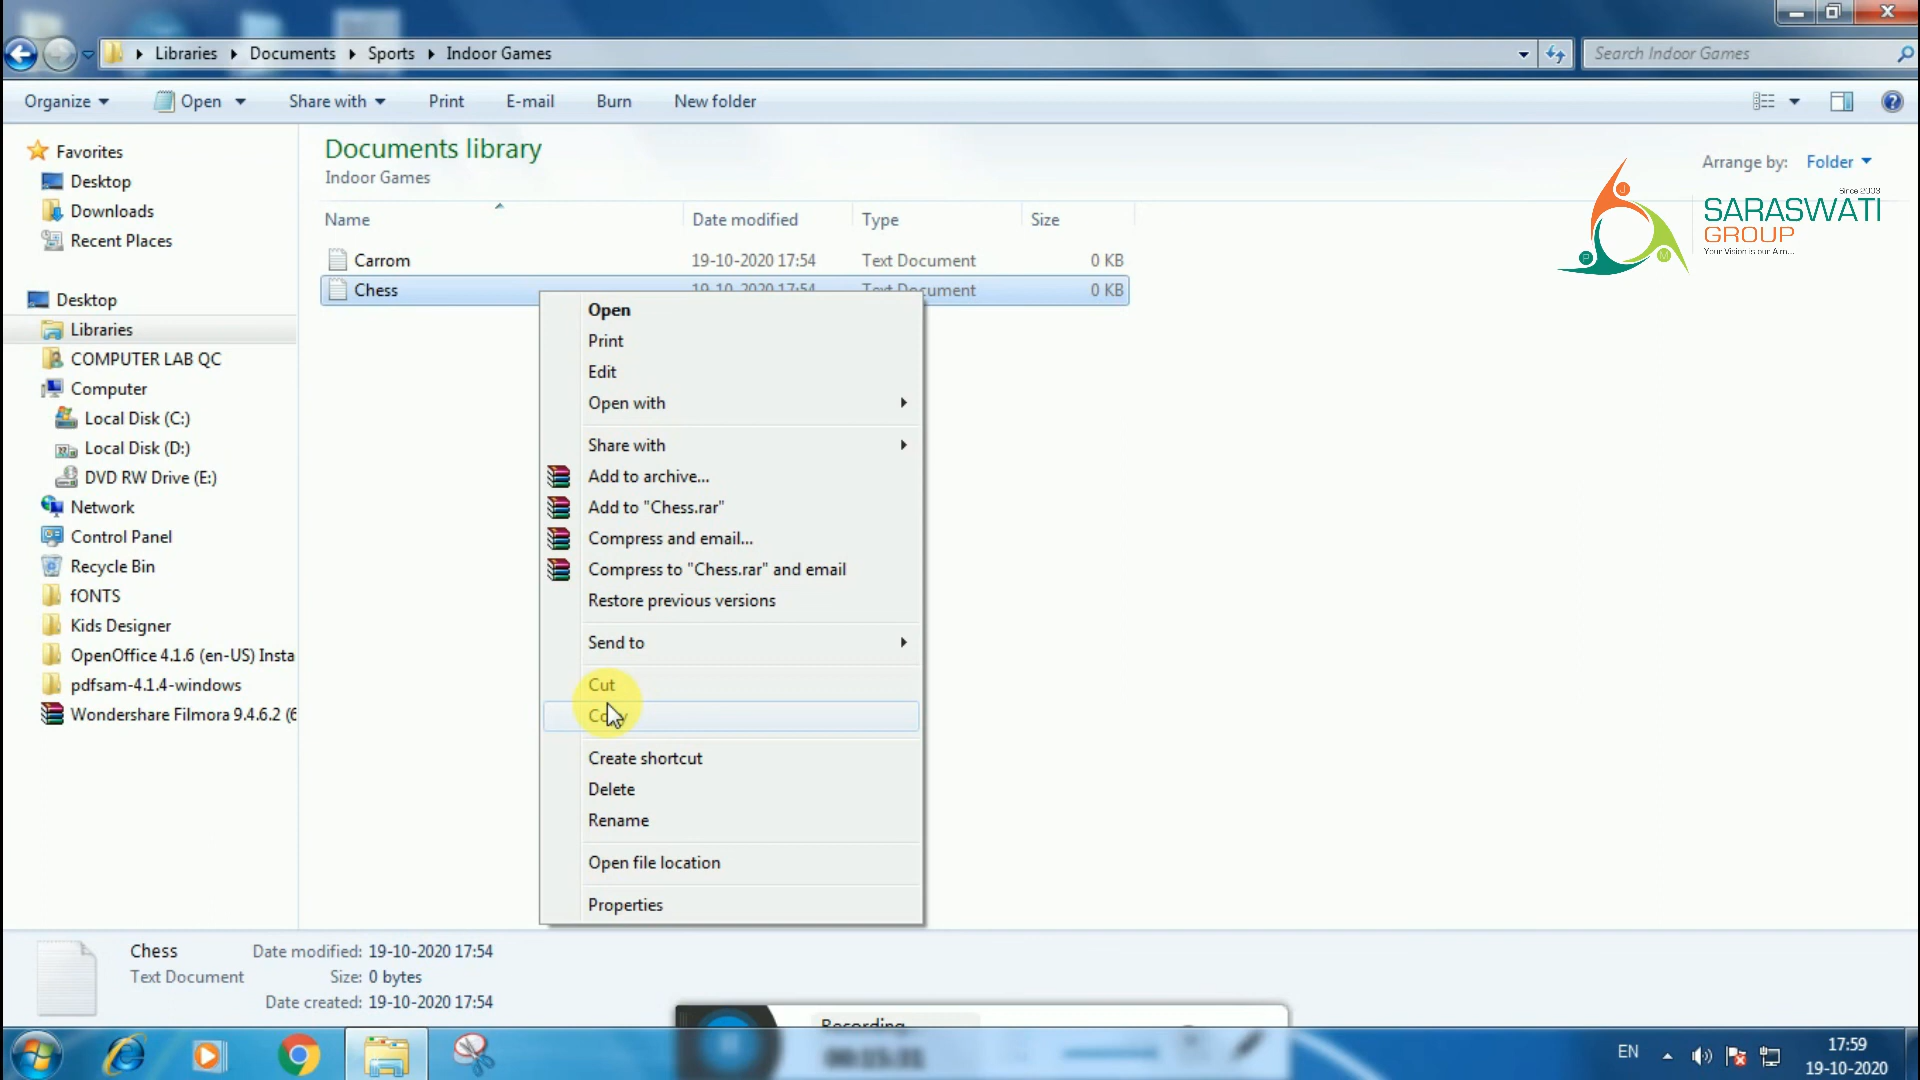 Libraries Documents Sports Indoor Games
Search Indoor Games
Organize Open Share with Print E-mail Burn New folder
Favorites
Desktop
Downloads
Recent Places
Desktop
Libraries
COMPUTER LAB QC
Computer
Local Disk (C:)
Local Disk (D:)
DVD RW Drive (E:)
Network
Control Panel
Recycle Bin
fONTS
Kids Designer
OpenOffice 4.1.6 (en-US) Insta
pdfsam-4.1.4-windows
Wondershare Filmora 9.4.6.2 (6
Documents library
Indoor Games
Arrange by: Folder
Since 2003
SARASWATI
GROUP
Your Vision is our Aim...
J
P
M
Name Date modified Type Size
Carrom 19-10-2020 17:54 Text Document 0 KB
Chess 19-10-2020 17:54 Text Document 0 KB
Open
Print
Edit
Open with
Share with
Add to archive...
Add to "Chess.rar"
Compress and email...
Compress to "Chess.rar" and email
Restore previous versions
Send to
Cut
Copy
Create shortcut
Delete
Rename
Open file location
Properties
Chess Date modified: 19-10-2020 17:54
Text Document Size: 0 bytes
Date created: 19-10-2020 17:54
Recording
00:15:31
EN
17:59
19-10-2020